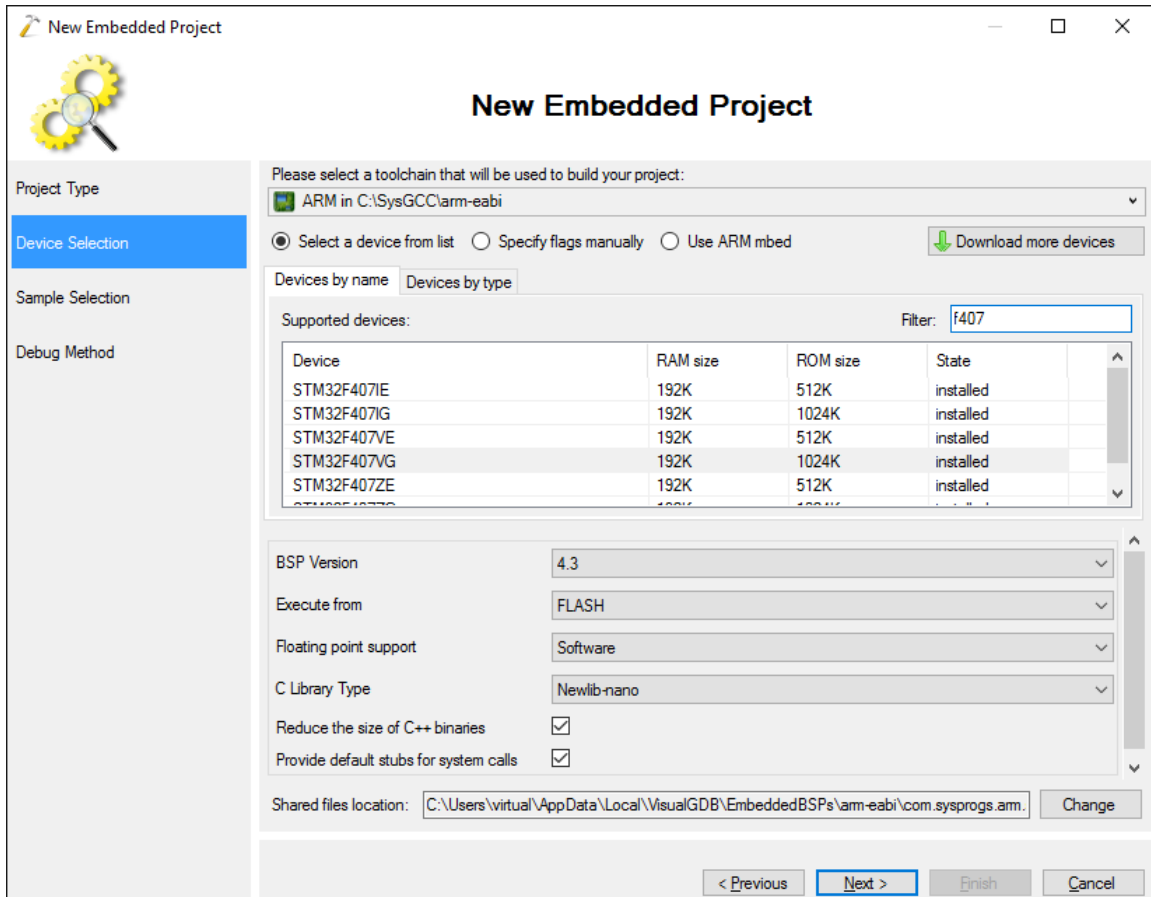 New Embedded Project
New Embedded Project
Project Type
Device Selection
Sample Selection
Debug Method
Please select a toolchain that will be used to build your project:
ARM in C:\SysGCC\arm-eabi
Select a device from list Specify flags manually Use ARM mbed Download more devices
Devices by name Devices by type
Supported devices: Filter: f407
Device RAM size ROM size State
STM32F407IE 192K 512K installed
STM32F407IG 192K 1024K installed
STM32F407VE 192K 512K installed
STM32F407VG 192K 1024K installed
STM32F407ZE 192K 512K installed
BSP Version 4.3
Execute from FLASH
Floating point support Software
C Library Type Newlib-nano
Reduce the size of C++ binaries
Provide default stubs for system calls
Shared files location: C:\Users\virtual\AppData\Local\VisualGDB\EmbeddedBSPs\arm-eabi\com.sysprogs.arm. Change
< Previous Next > Finish Cancel